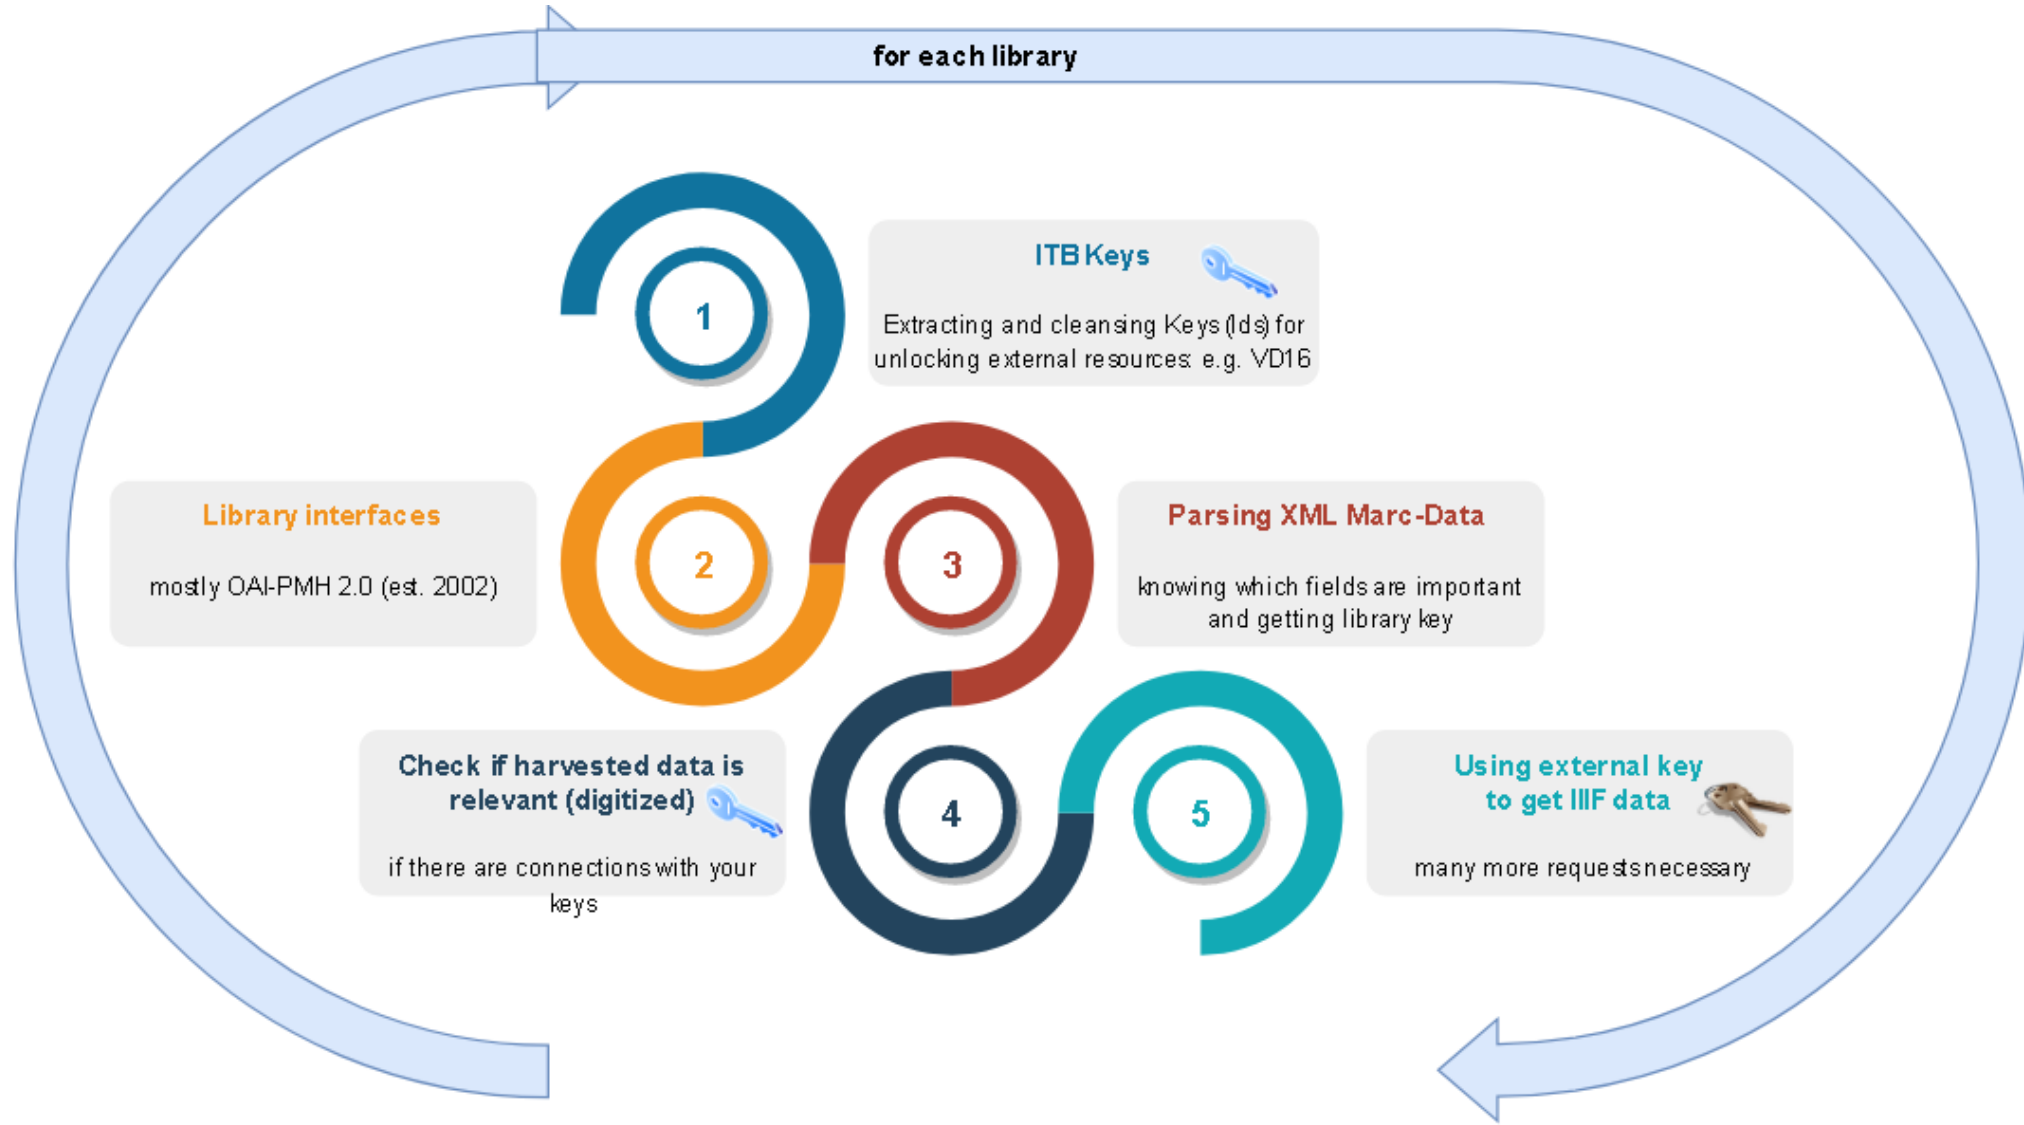 for each library
1
ITB Keys
Extracting and cleansing Keys (Ids) for
unlocking external resources: e.g. VD16
Library interfaces
mostly OAI-PMH 2.0 (est. 2002)
2
3
Parsing XML Marc-Data
knowing which fields are important
and getting library key
Check if harvested data is
relevant (digitized)
if there are connections with your
keys
4
5
Using external key
to get IIIF data
many more requests necessary